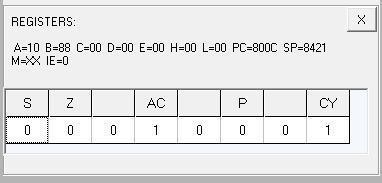 REGISTERS:
X
A=10 B=88 C=00 D=00 E=00 H=00 L=00 PC=800C SP=8421
M=XX IE=0
S Z AC P CY
0 0 0 1 0 0 0 1